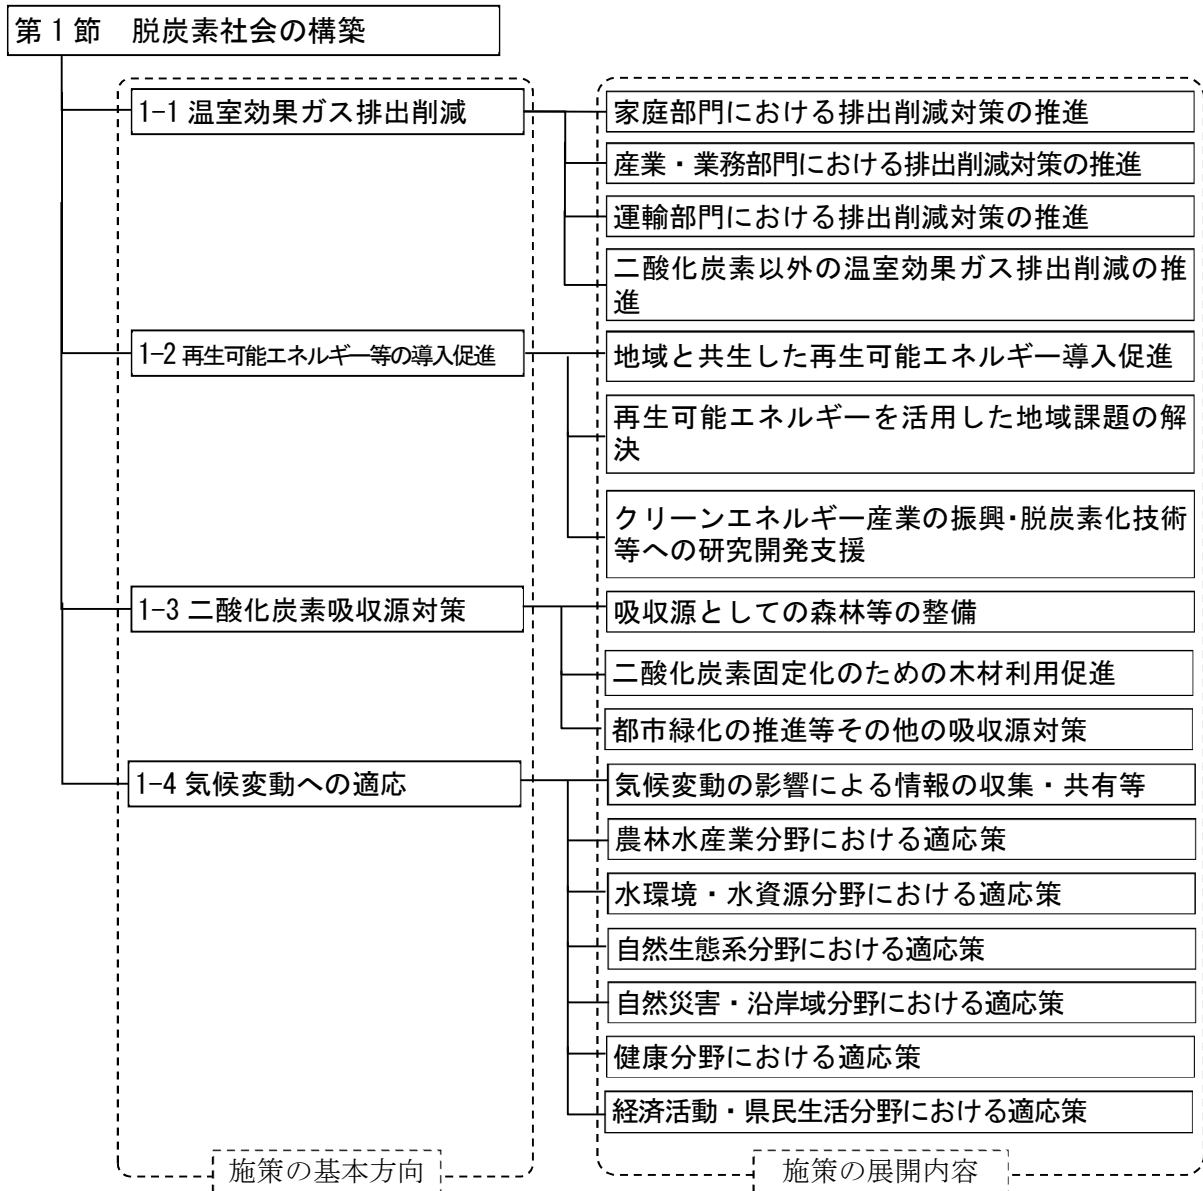 第1節　脱炭素社会の構築
1-1 温室効果ガス排出削減
家庭部門における排出削減対策の推進
産業・業務部門における排出削減対策の推進
運輸部門における排出削減対策の推進
二酸化炭素以外の温室効果ガス排出削減の推
進
1-2 再生可能エネルギー等の導入促進
地域と共生した再生可能エネルギー導入促進
再生可能エネルギーを活用した地域課題の解
決
クリーンエネルギー産業の振興・脱炭素化技術
等への研究開発支援
1-3 二酸化炭素吸収源対策
吸収源としての森林等の整備
二酸化炭素固定化のための木材利用促進
都市緑化の推進等その他の吸収源対策
1-4 気候変動への適応
気候変動の影響による情報の収集・共有等
農林水産業分野における適応策
水環境・水資源分野における適応策
自然生態系分野における適応策
自然災害・沿岸域分野における適応策
健康分野における適応策
経済活動・県民生活分野における適応策
施策の基本方向
施策の展開内容